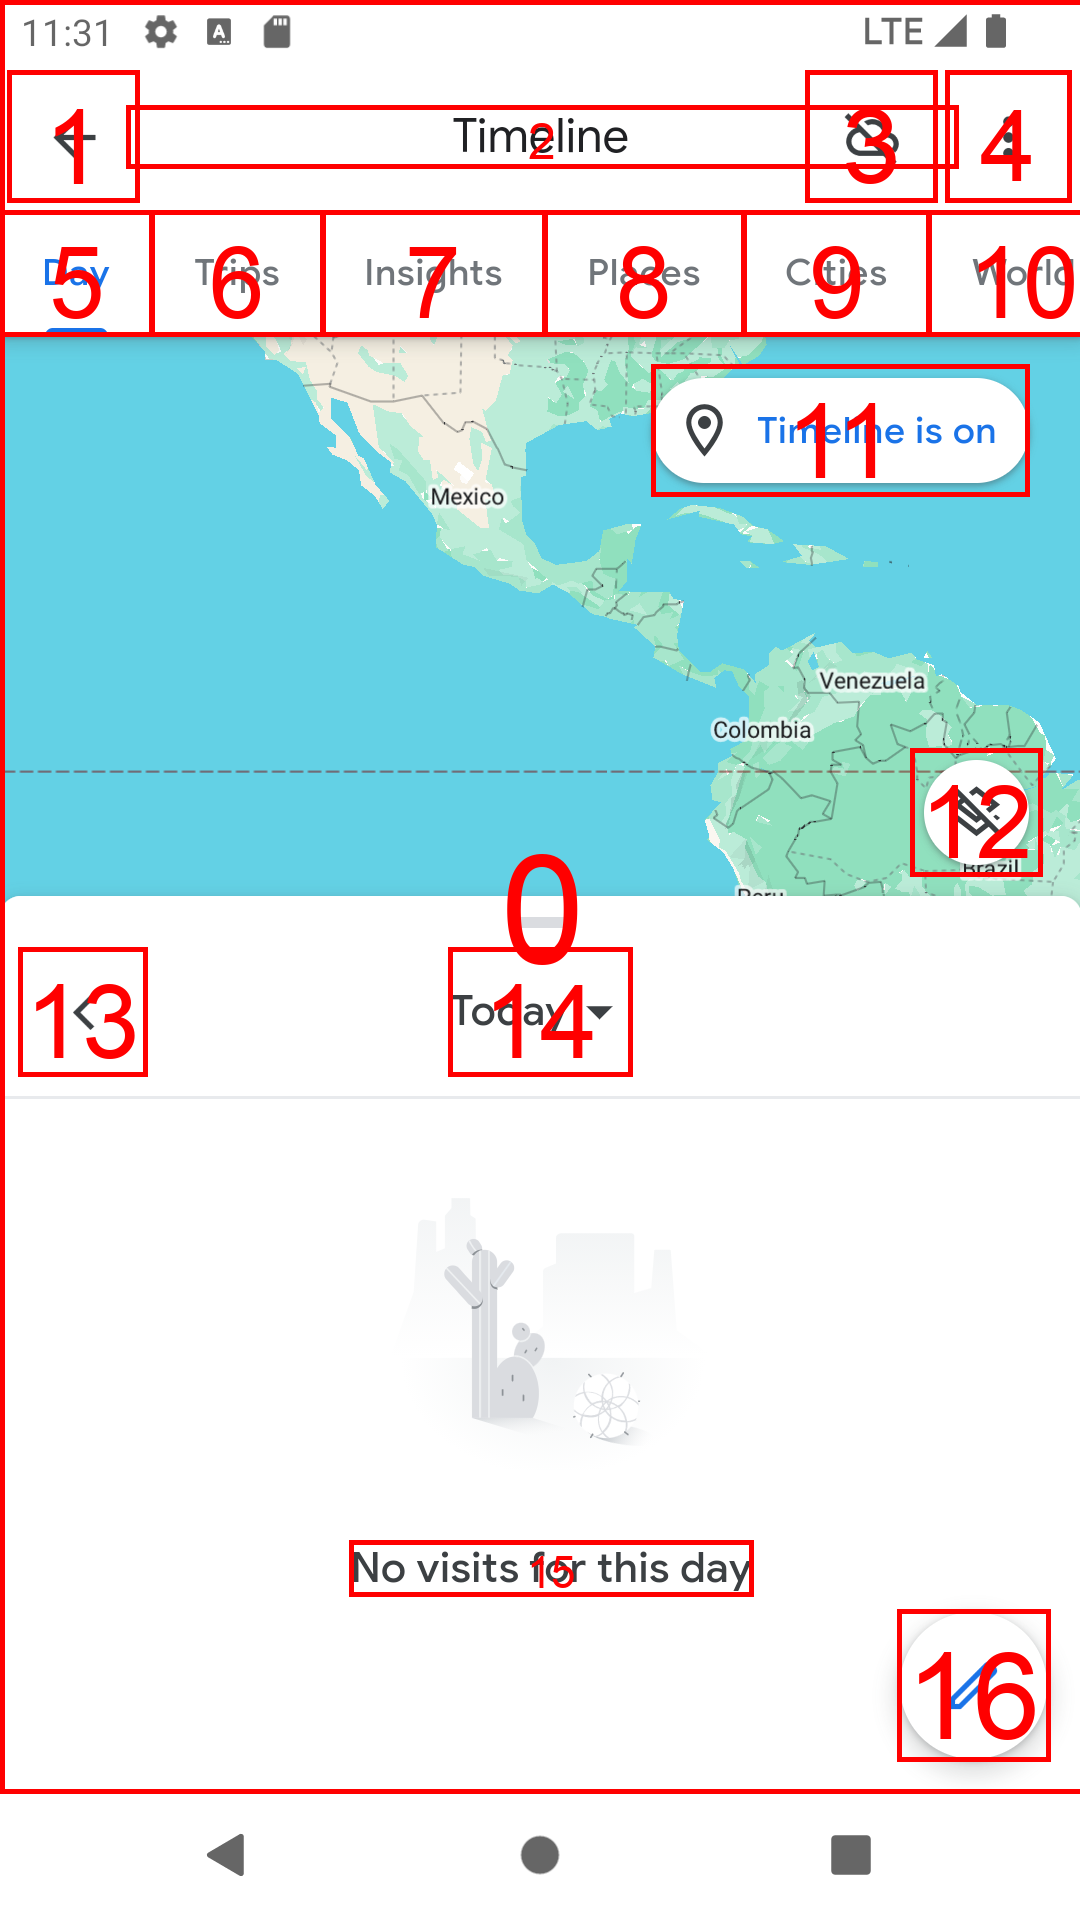 11:31
LTE
1
Timeline
2
3
4
Day
5
Trips
6
Insights
7
Places
8
Cities
9
World
10
Timeline is on
11
Mexico
Venezuela
Colombia
12
Brazil
Peru
0
13
Today
14
No visits for this day
15
16